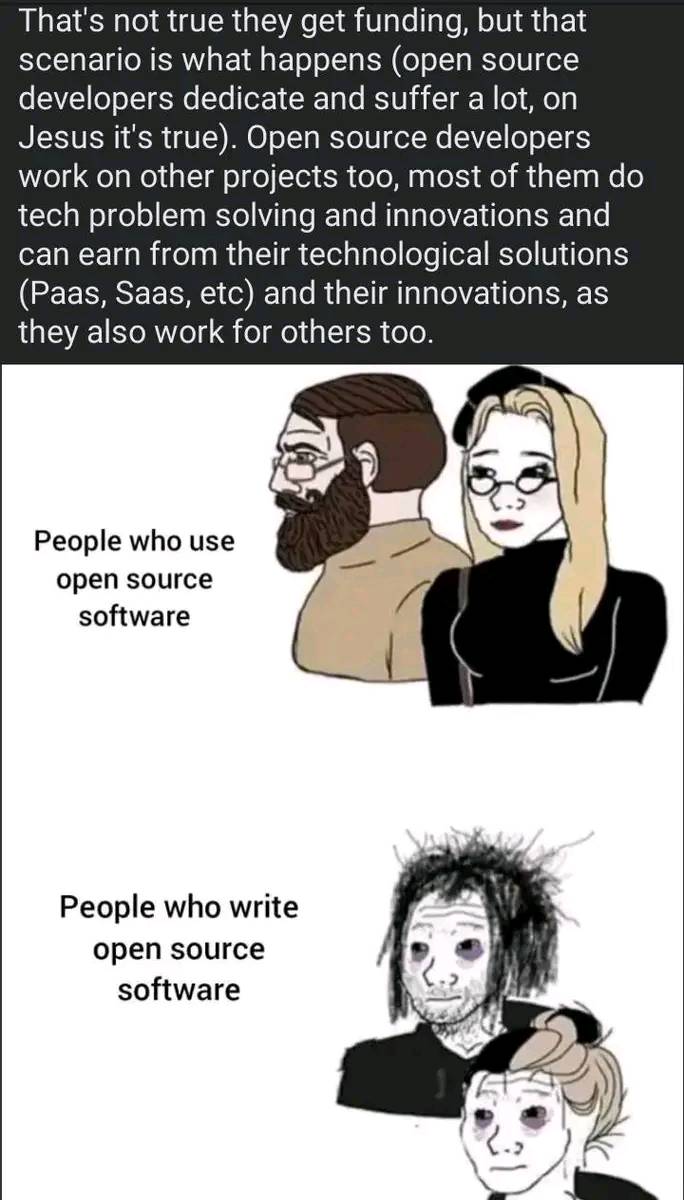 That's not true they get funding, but that
scenario is what happens (open source
developers dedicate and suffer a lot, on
Jesus it's true). Open source developers
work on other projects too, most of them do
tech problem solving and innovations and
can earn from their technological solutions
(Paas, Saas, etc) and their innovations, as
they also work for others too.
People who use
open source
software
People who write
open source
software